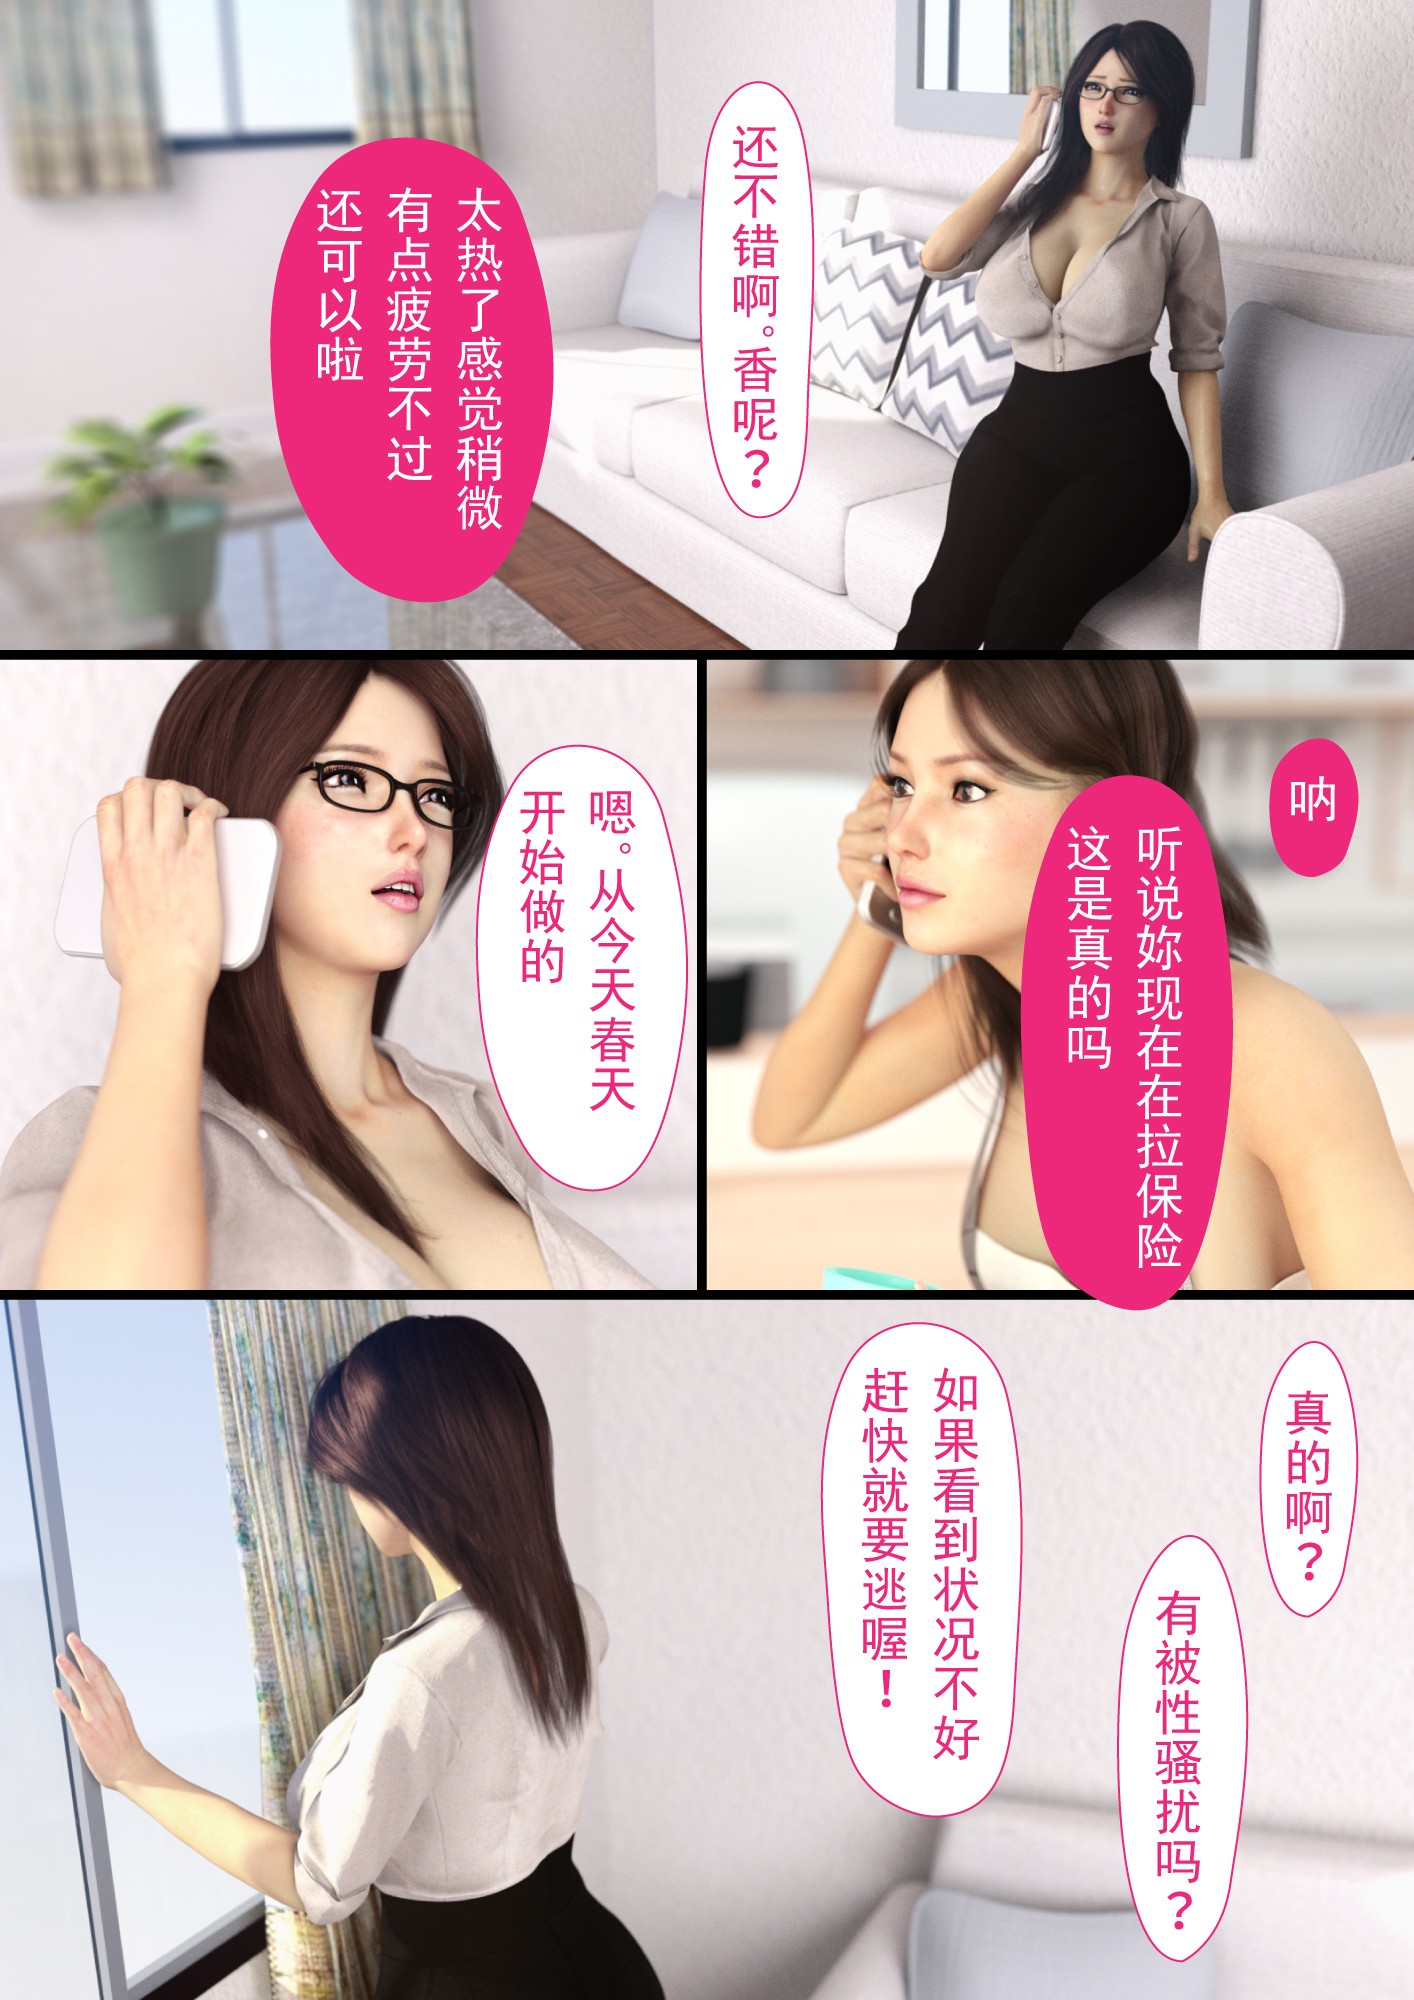 还不错啊。香呢？
太热了感觉稍微
有点疲劳不过
还可以啦
呐
听说妳现在在拉保险
这是真的吗
嗯。从今天春天
开始做的
真的啊？
有被性骚扰吗？
如果看到状况不好
赶快就要逃喔！